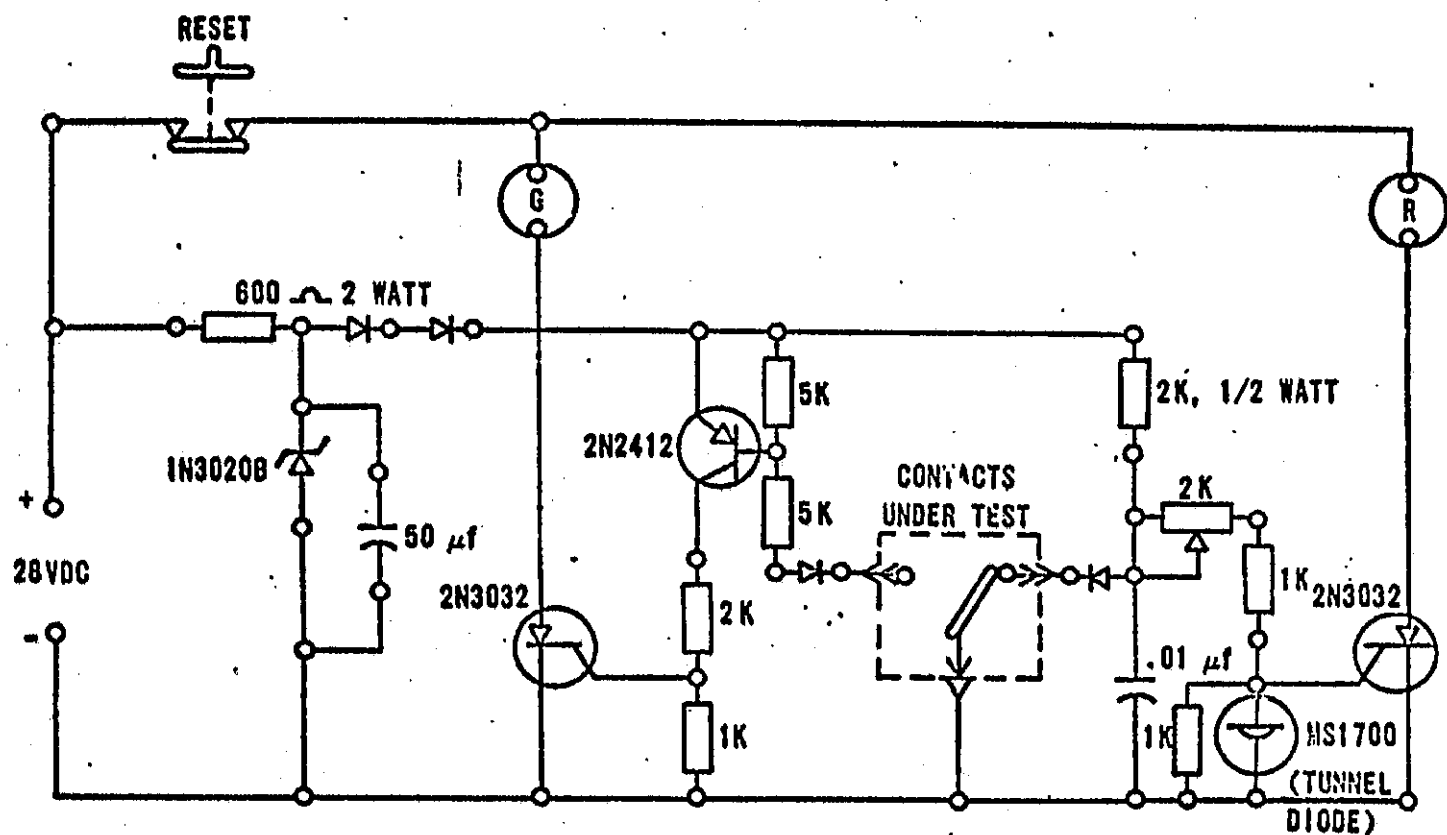 RESET
G
R
600 Ω 2 WATT
5K
2K, 1/2 WATT
2N2412
1N3020B
CONTACTS
UNDER TEST
2K
+
5K
50 μf
28VDC
1K
2N3032
2N3032
2K
-
.01 μf
1K
1K
MS1700
(TUNNEL
DIODE)